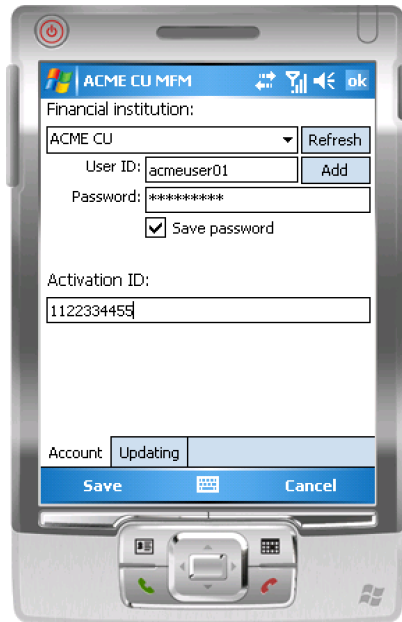 ACME CU MFM ok
Financial institution:
ACME CU Refresh
User ID: acmeuser01 Add
Password: *********
Save password
Activation ID:
1122334455
Account Updating
Save Cancel